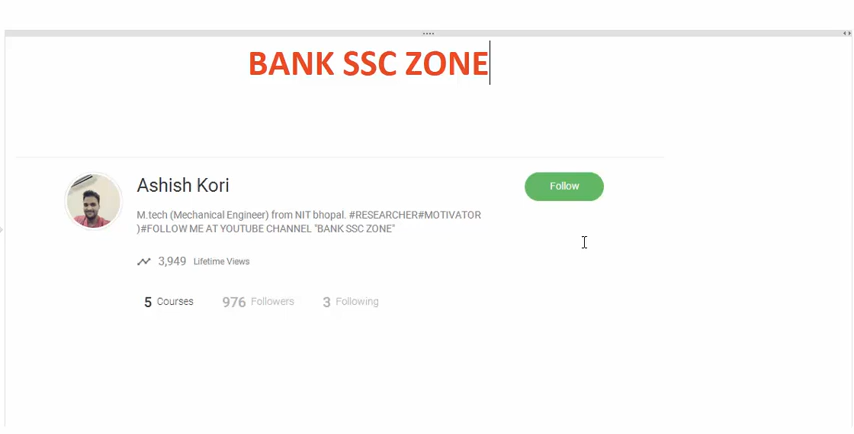 BANK SSC ZONE
Ashish Kori
Follow
M.tech (Mechanical Engineer) from NIT bhopal. #RESEARCHER#MOTIVATOR
)#FOLLOW ME AT YOUTUBE CHANNEL "BANK SSC ZONE"
3,949 Lifetime Views
5 Courses 976 Followers 3 Following